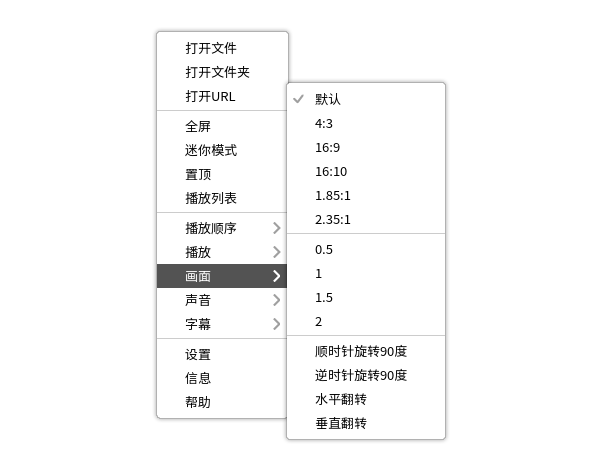 打开文件
打开文件夹
打开URL
全屏
迷你模式
置顶
播放列表
播放顺序
播放
画面
声音
字幕
设置
信息
帮助
默认
4:3
16:9
16:10
1.85:1
2.35:1
0.5
1
1.5
2
顺时针旋转90度
逆时针旋转90度
水平翻转
垂直翻转